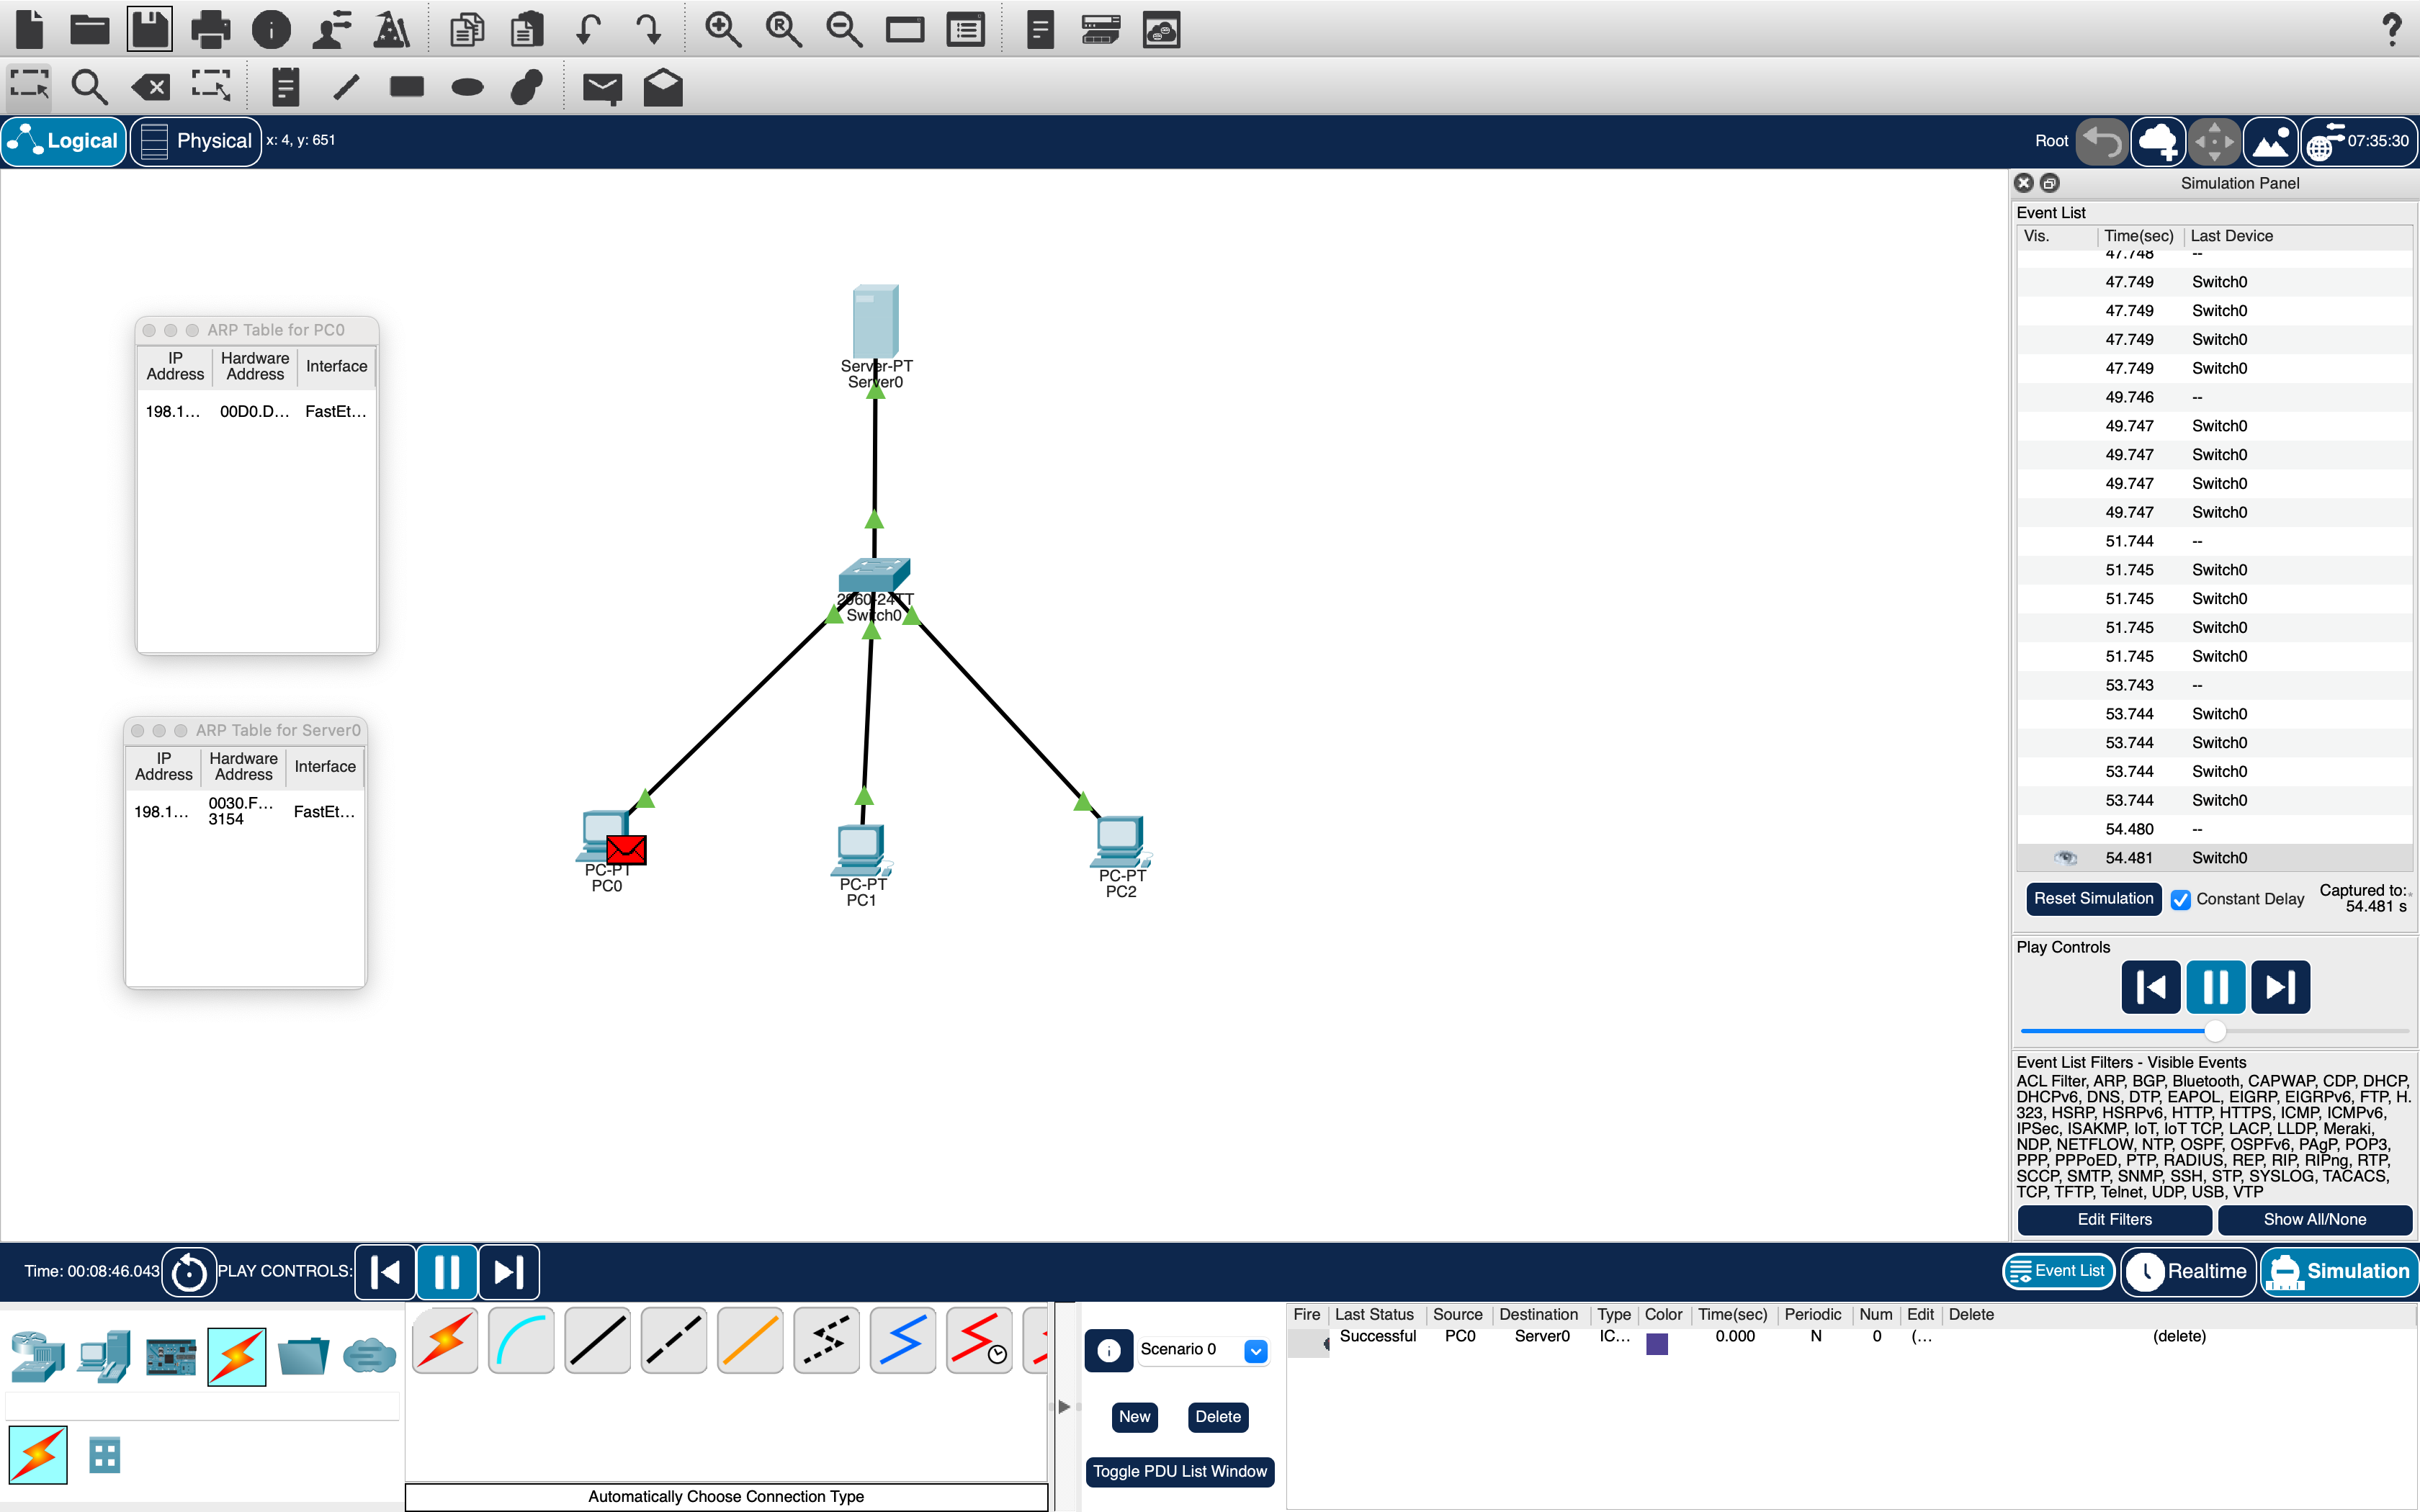 Logical
Physical
x: 4, y: 651
Root
07:35:30
Simulation Panel
Event List
Vis. Time(sec) Last Device
47.748 --
47.749 Switch0
47.749 Switch0
47.749 Switch0
47.749 Switch0
49.746 --
49.747 Switch0
49.747 Switch0
49.747 Switch0
49.747 Switch0
51.744 --
51.745 Switch0
51.745 Switch0
51.745 Switch0
51.745 Switch0
53.743 --
53.744 Switch0
53.744 Switch0
53.744 Switch0
53.744 Switch0
54.480 --
54.481 Switch0
Reset Simulation
Constant Delay
Captured to:
54.481 s
Play Controls
Event List Filters - Visible Events
ACL Filter, ARP, BGP, Bluetooth, CAPWAP, CDP, DHCP,
DHCPv6, DNS, DTP, EAPOL, EIGRP, EIGRPv6, FTP, H.
323, HSRP, HSRPv6, HTTP, HTTPS, ICMP, ICMPv6,
IPSec, ISAKMP, IoT, IoT TCP, LACP, LLDP, Meraki,
NDP, NETFLOW, NTP, OSPF, OSPFv6, PAgP, POP3,
PPP, PPPoED, PTP, RADIUS, REP, RIP, RIPng, RTP,
SCCP, SMTP, SNMP, SSH, STP, SYSLOG, TACACS,
TCP, TFTP, Telnet, UDP, USB, VTP
Edit Filters
Show All/None
ARP Table for PC0
IP Address Hardware Address Interface
198.1... 00D0.D... FastEt...
ARP Table for Server0
IP Address Hardware Address Interface
198.1... 0030.F... FastEt...
3154
Server-PT
Server0
2960-24TT
Switch0
PC-PT
PC0
PC-PT
PC1
PC-PT
PC2
Time: 00:08:46.043
PLAY CONTROLS:
Event List
Realtime
Simulation
Automatically Choose Connection Type
Scenario 0
New
Delete
Toggle PDU List Window
Fire Last Status Source Destination Type Color Time(sec) Periodic Num Edit Delete
Successful PC0 Server0 IC... 0.000 N 0 (... (delete)